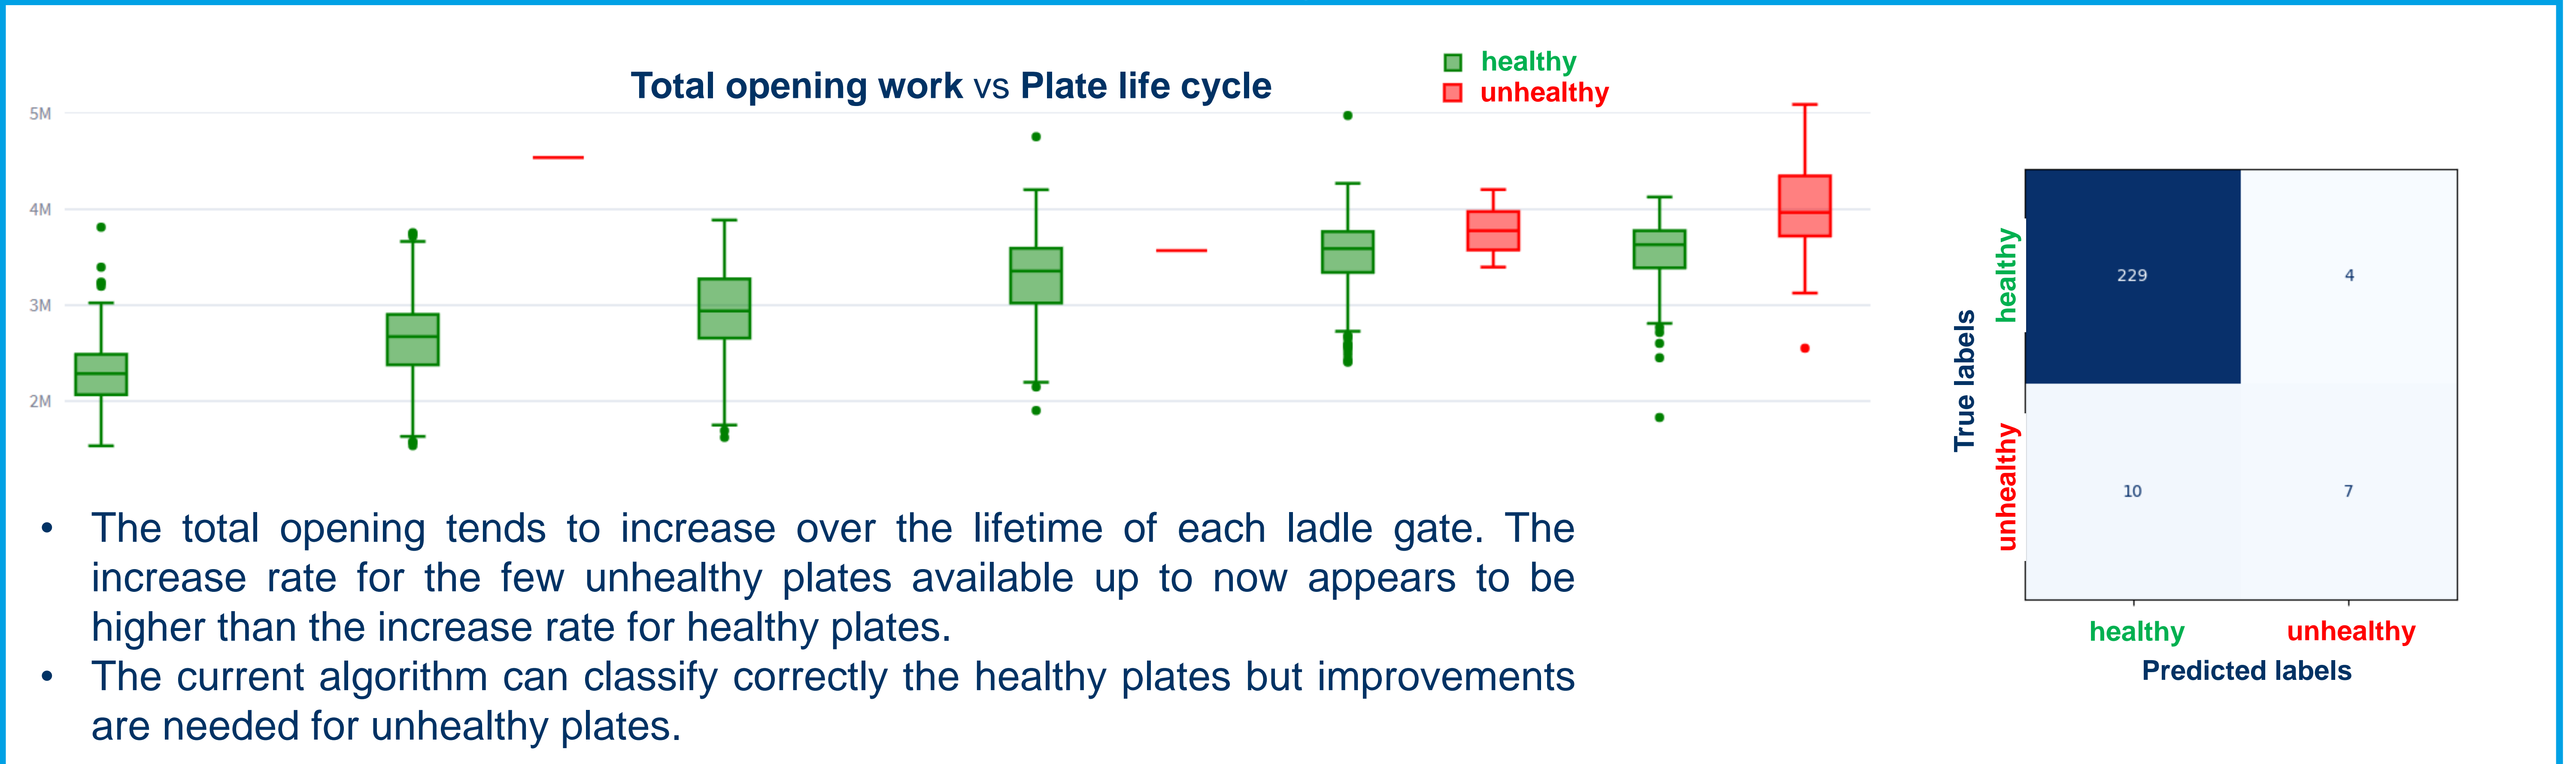 Total opening work vs Plate life cycle
healthy
unhealthy
5M
4M
3M
2M
True labels
healthy
unhealthy
229
4
10
7
healthy
unhealthy
Predicted labels
• The total opening tends to increase over the lifetime of each ladle gate. The
increase rate for the few unhealthy plates available up to now appears to be
higher than the increase rate for healthy plates.
• The current algorithm can classify correctly the healthy plates but improvements
are needed for unhealthy plates.